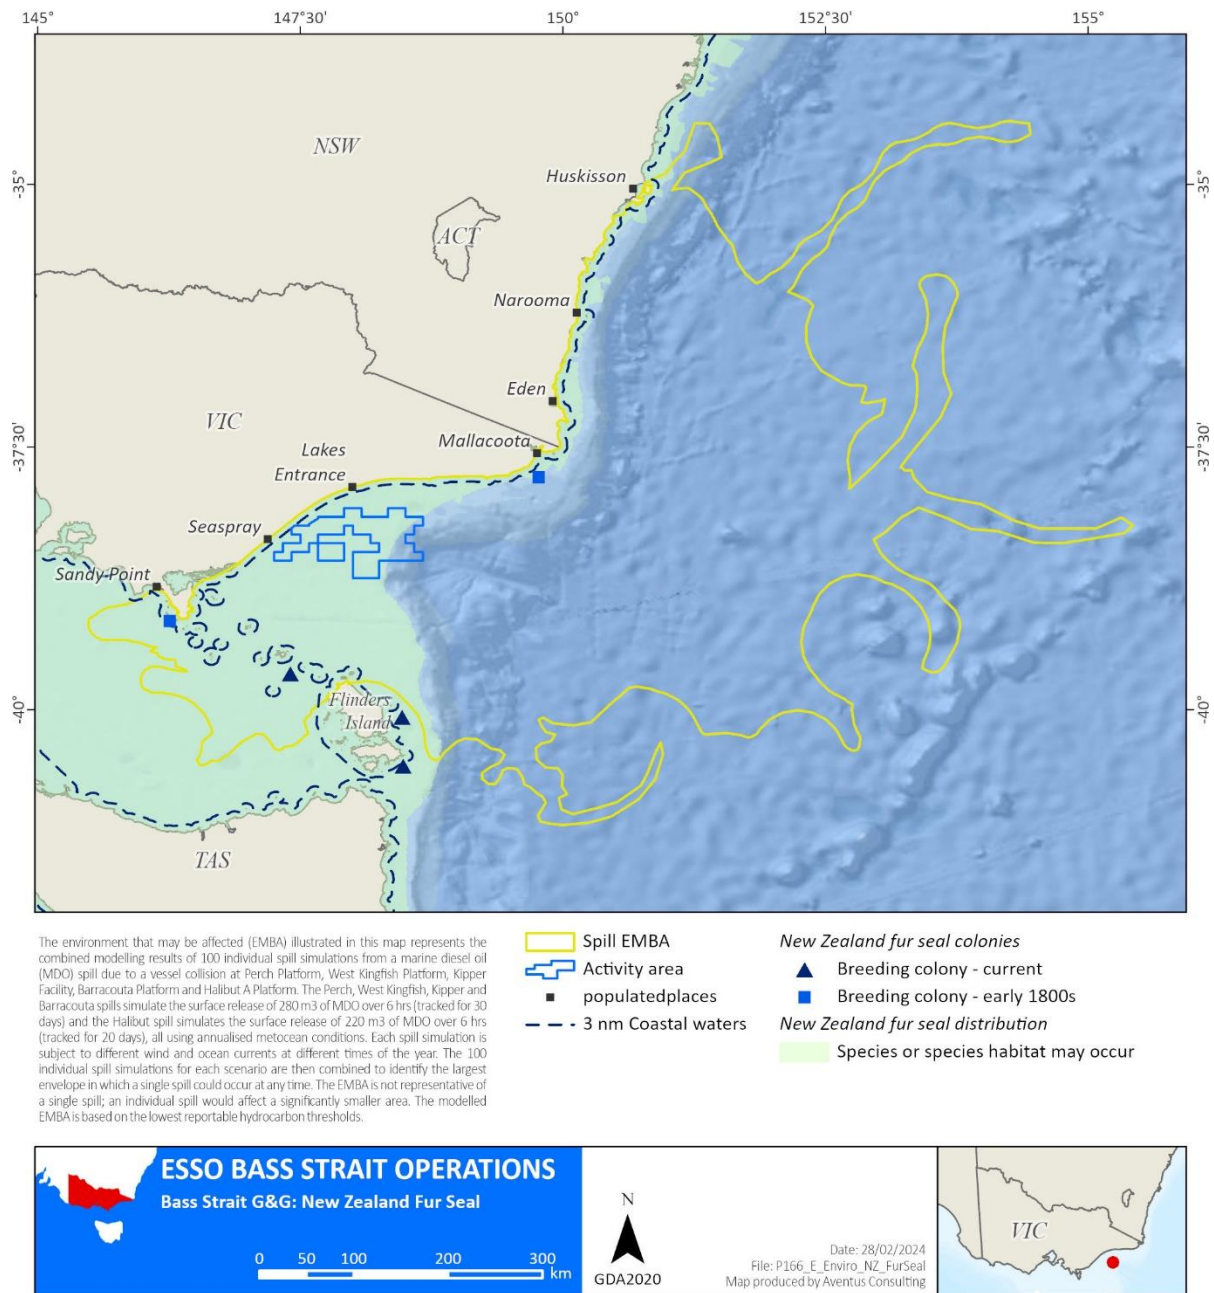 145°
147°30'
150°
152°30'
155°
NSW
Huskisson
-35°
-35°
ACT
Narooma
Eden
VIC
Mallacoota
-37°30'
-37°30'
Lakes
Entrance
Seaspray
Sandy Point
-40°
-40°
Flinders
Island
TAS
The environment that may be affected (EMBA) illustrated in this map represents the
combined modelling results of 100 individual spill simulations from a marine diesel oil
(MDO) spill due to a vessel collision at Perch Platform, West Kingfish Platform, Kipper
Facility, Barracouta Platform and Halibut A Platform. The Perch, West Kingfish, Kipper and
Barracouta spills simulate the surface release of 280 m3 of MDO over 6 hrs (tracked for 30
days) and the Halibut spill simulates the surface release of 220 m3 of MDO over 6 hrs
(tracked for 20 days), all using annualised metocean conditions. Each spill simulation is
subject to different wind and ocean currents at different times of the year. The 100
individual spill simulations for each scenario are then combined to identify the largest
envelope in which a single spill could occur at any time. The EMBA is not representative of
a single spill; an individual spill would affect a significantly smaller area. The modelled
EMBA is based on the lowest reportable hydrocarbon thresholds.
Spill EMBA
Activity area
populatedplaces
3 nm Coastal waters
New Zealand fur seal colonies
Breeding colony - current
Breeding colony - early 1800s
New Zealand fur seal distribution
Species or species habitat may occur
ESSO BASS STRAIT OPERATIONS
Bass Strait G&G: New Zealand Fur Seal
0 50 100 200 300
km
N
GDA2020
Date: 28/02/2024
File: P166_E_Enviro_NZ_FurSeal
Map produced by Aventus Consulting
VIC